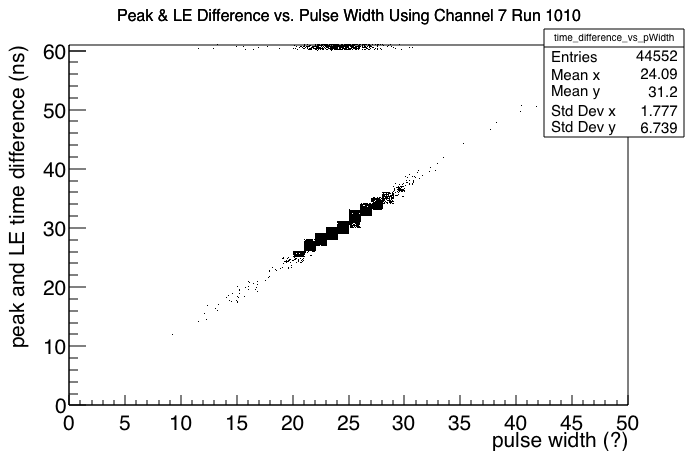 Peak & LE Difference vs. Pulse Width Using Channel 7 Run 1010
time_difference_vs_pWidth
Entries 44552
Mean x 24.09
Mean y 31.2
Std Dev x 1.777
Std Dev y 6.739
peak and LE time difference (ns)
60
50
40
30
20
10
0
0 5 10 15 20 25 30 35 40 45 50
pulse width (?)